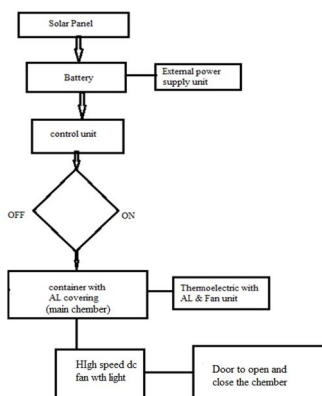 Solar Panel
Battery
External power
supply unit
control unit
OFF
ON
container with
AL covering
(main chember)
Thermoelectric with
AL & Fan unit
HIgh speed dc
fan wth light
Door to open and
close the chember